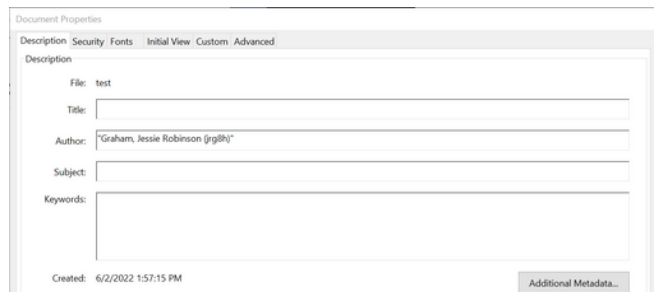 Document Properties
Description Security Fonts Initial View Custom Advanced
Description
File: test
Title:
Author: "Graham, Jessie Robinson (jrg8h)"
Subject:
Keywords:
Created: 6/2/2022 1:57:15 PM
Additional Metadata...